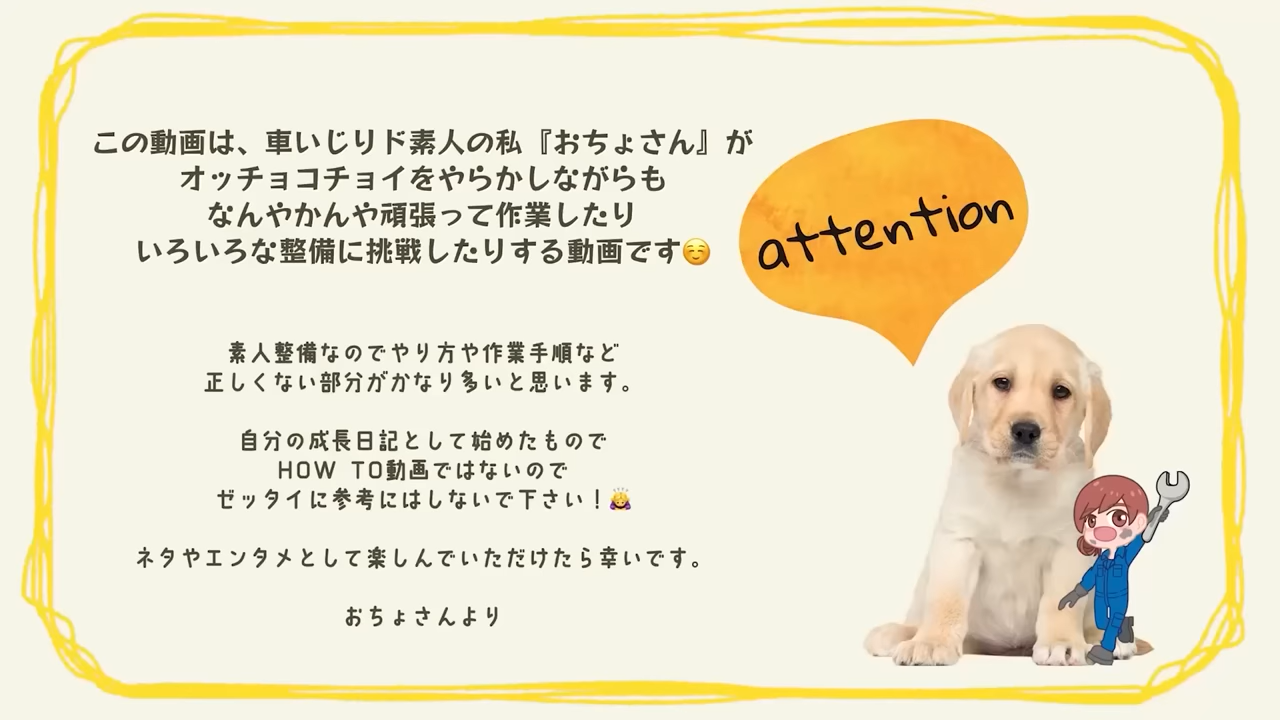 この動画は、車いじりド素人の私『おちょさん』が
オッチョコチョイをやらかしながらも
なんやかんや頑張って作業したり
いろいろな整備に挑戦したりする動画です☺️
attention
素人整備なのでやり方や作業手順など
正しくない部分がかなり多いと思います。
自分の成長日記として始めたもので
HOW TO動画ではないので
ゼッタイに参考にはしないで下さい！🙇‍♀️
ネタやエンタメとして楽しんでいただけたら幸いです。
おちょさんより